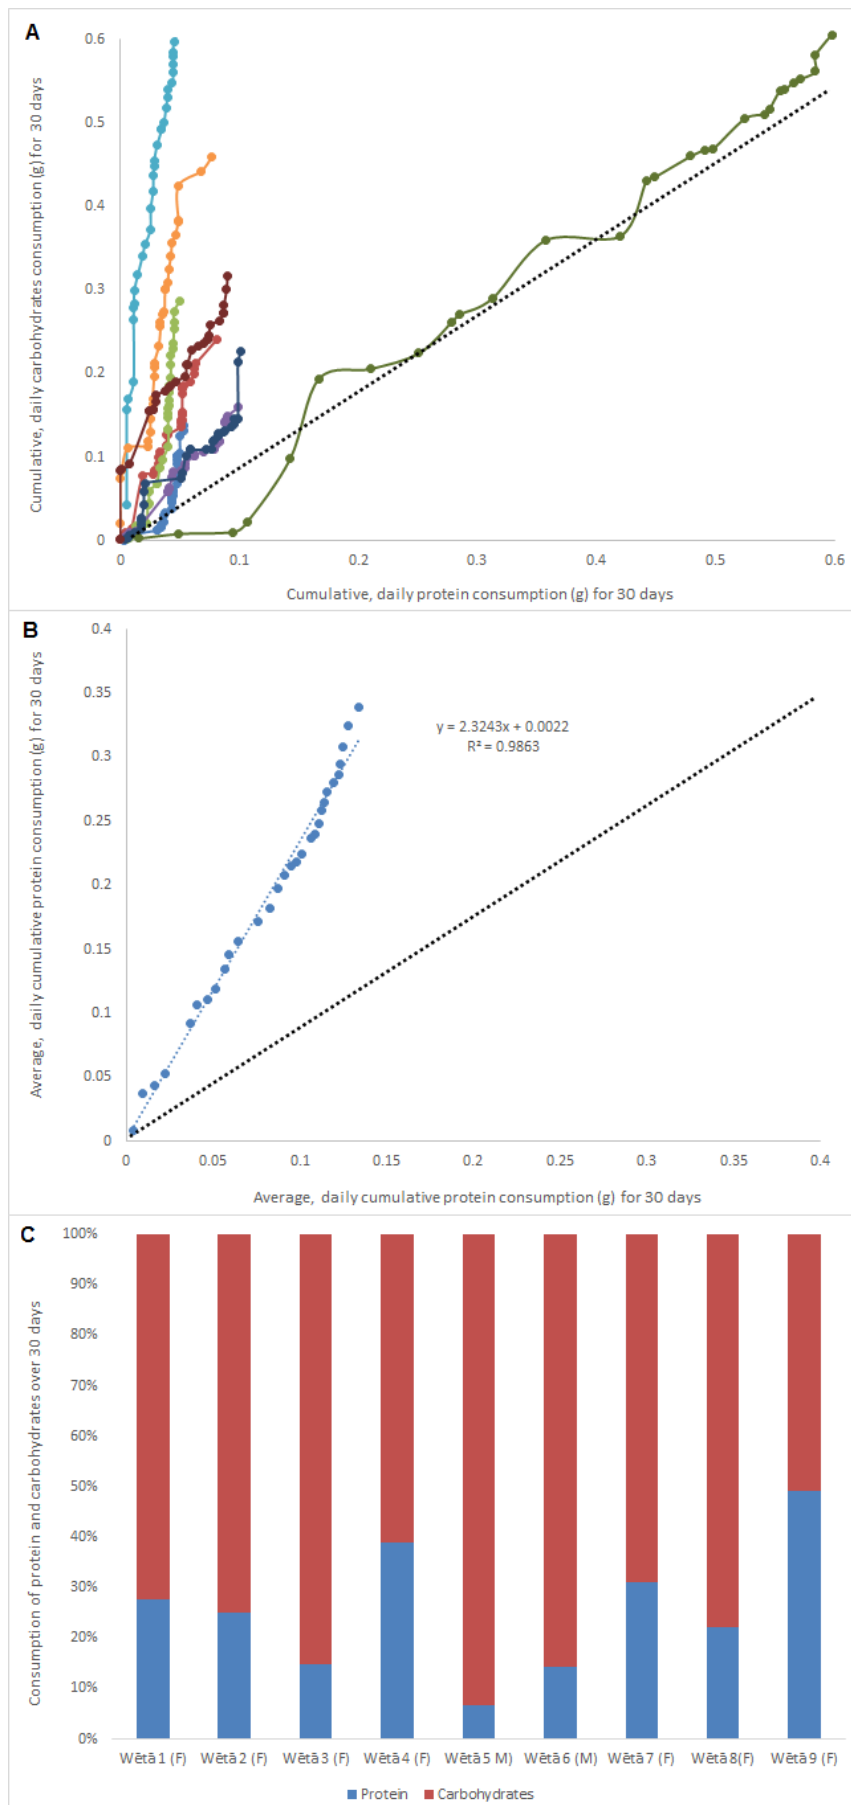 A
Cumulative, daily carbohydrates consumption (g) for 30 days
0.6
0.5
0.4
0.3
0.2
0.1
0
0 0.1 0.2 0.3 0.4 0.5 0.6
Cumulative, daily protein consumption (g) for 30 days
B
Average, daily cumulative protein consumption (g) for 30 days
0.4
0.35
0.3
0.25
0.2
0.15
0.1
0.05
0
y = 2.3243x + 0.0022
R² = 0.9863
0 0.05 0.1 0.15 0.2 0.25 0.3 0.35 0.4
Average, daily cumulative protein consumption (g) for 30 days
C
Consumption of protein and carbohydrates over 30 days
100%
90%
80%
70%
60%
50%
40%
30%
20%
10%
0%
Wētā 1 (F) Wētā 2 (F) Wētā 3 (F) Wētā 4 (F) Wētā 5 M) Wētā 6 (M) Wētā 7 (F) Wētā 8(F) Wētā 9 (F)
Protein Carbohydrates